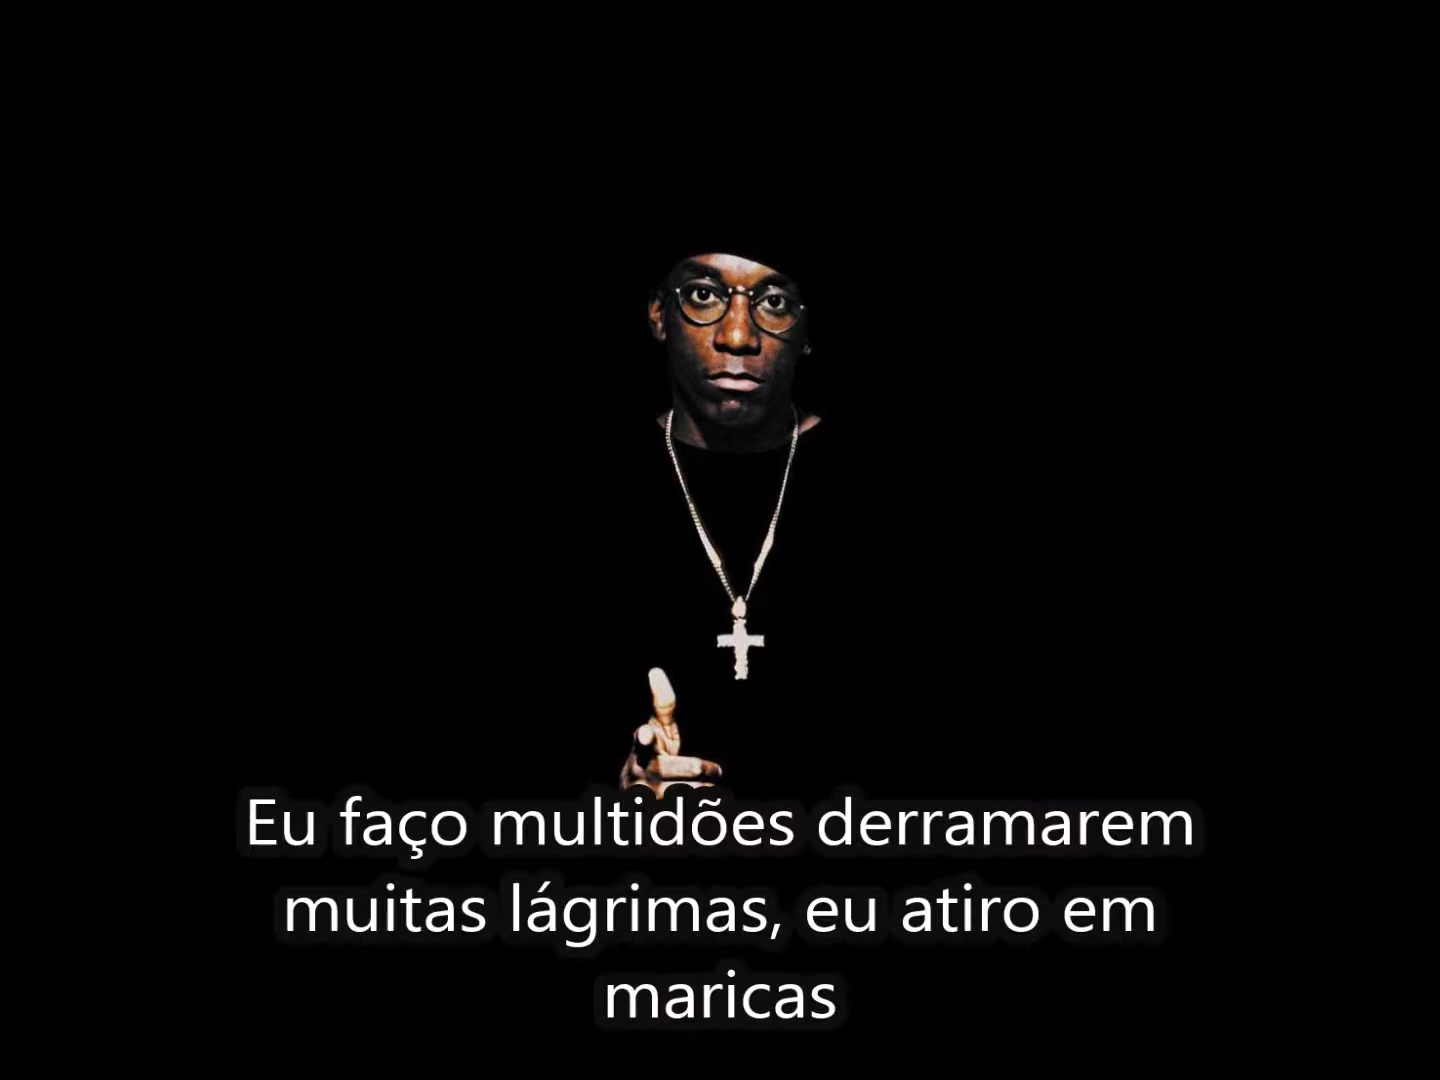 Eu faço multidões derramarem
muitas lágrimas, eu atiro em
maricas